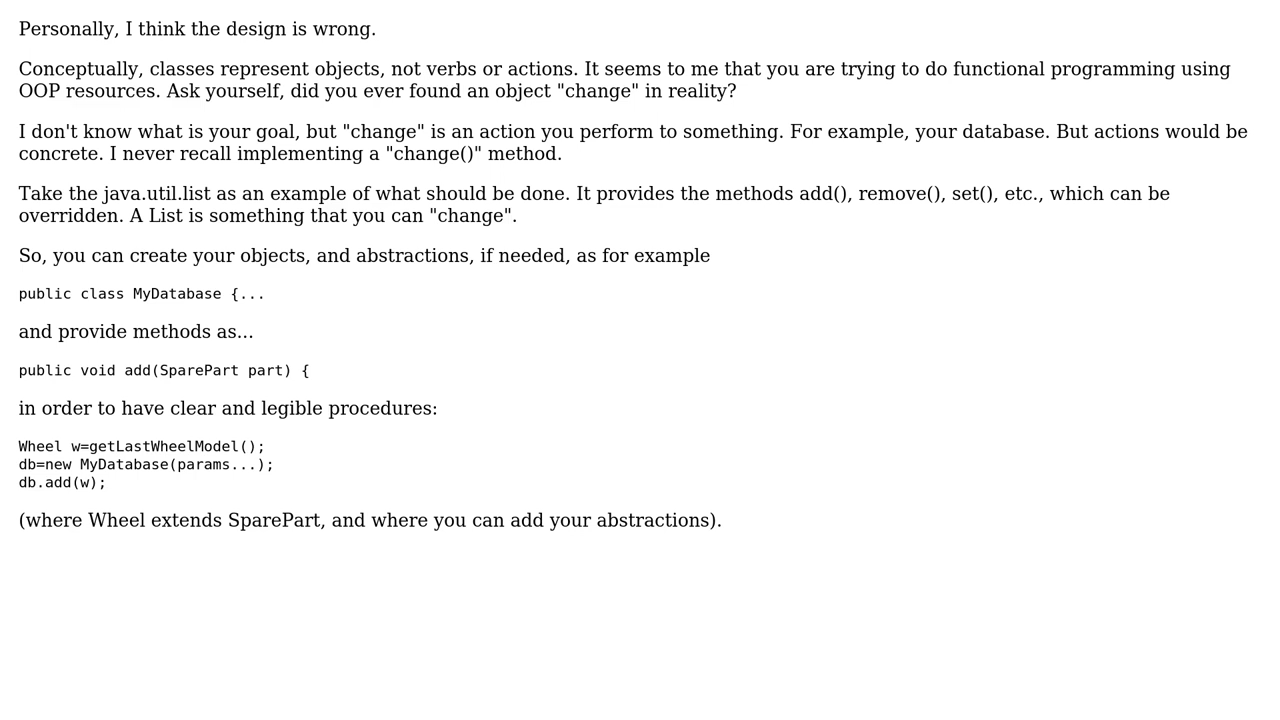 Personally, I think the design is wrong.
Conceptually, classes represent objects, not verbs or actions. It seems to me that you are trying to do functional programming using
OOP resources. Ask yourself, did you ever found an object "change" in reality?
I don't know what is your goal, but "change" is an action you perform to something. For example, your database. But actions would be
concrete. I never recall implementing a "change()" method.
Take the java.util.list as an example of what should be done. It provides the methods add(), remove(), set(), etc., which can be
overridden. A List is something that you can "change".
So, you can create your objects, and abstractions, if needed, as for example
public class MyDatabase {...
and provide methods as...
public void add(SparePart part) {
in order to have clear and legible procedures:
Wheel w=getLastWheelModel();
db=new MyDatabase(params...);
db.add(w);
(where Wheel extends SparePart, and where you can add your abstractions).